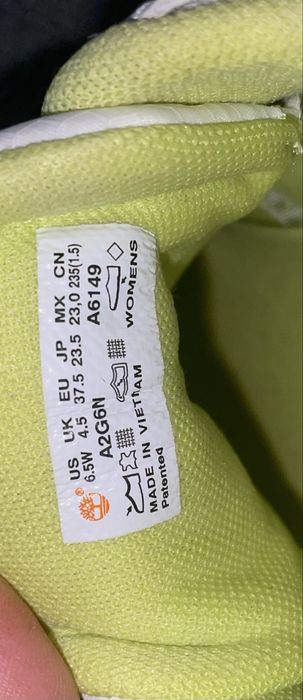 US UK EU JP MX CN
6.5W 4.5 37.5 23.5 23,0 235(1.5)
A2G6N A6149
WOMENS
MADE IN VIETNAM
Patented